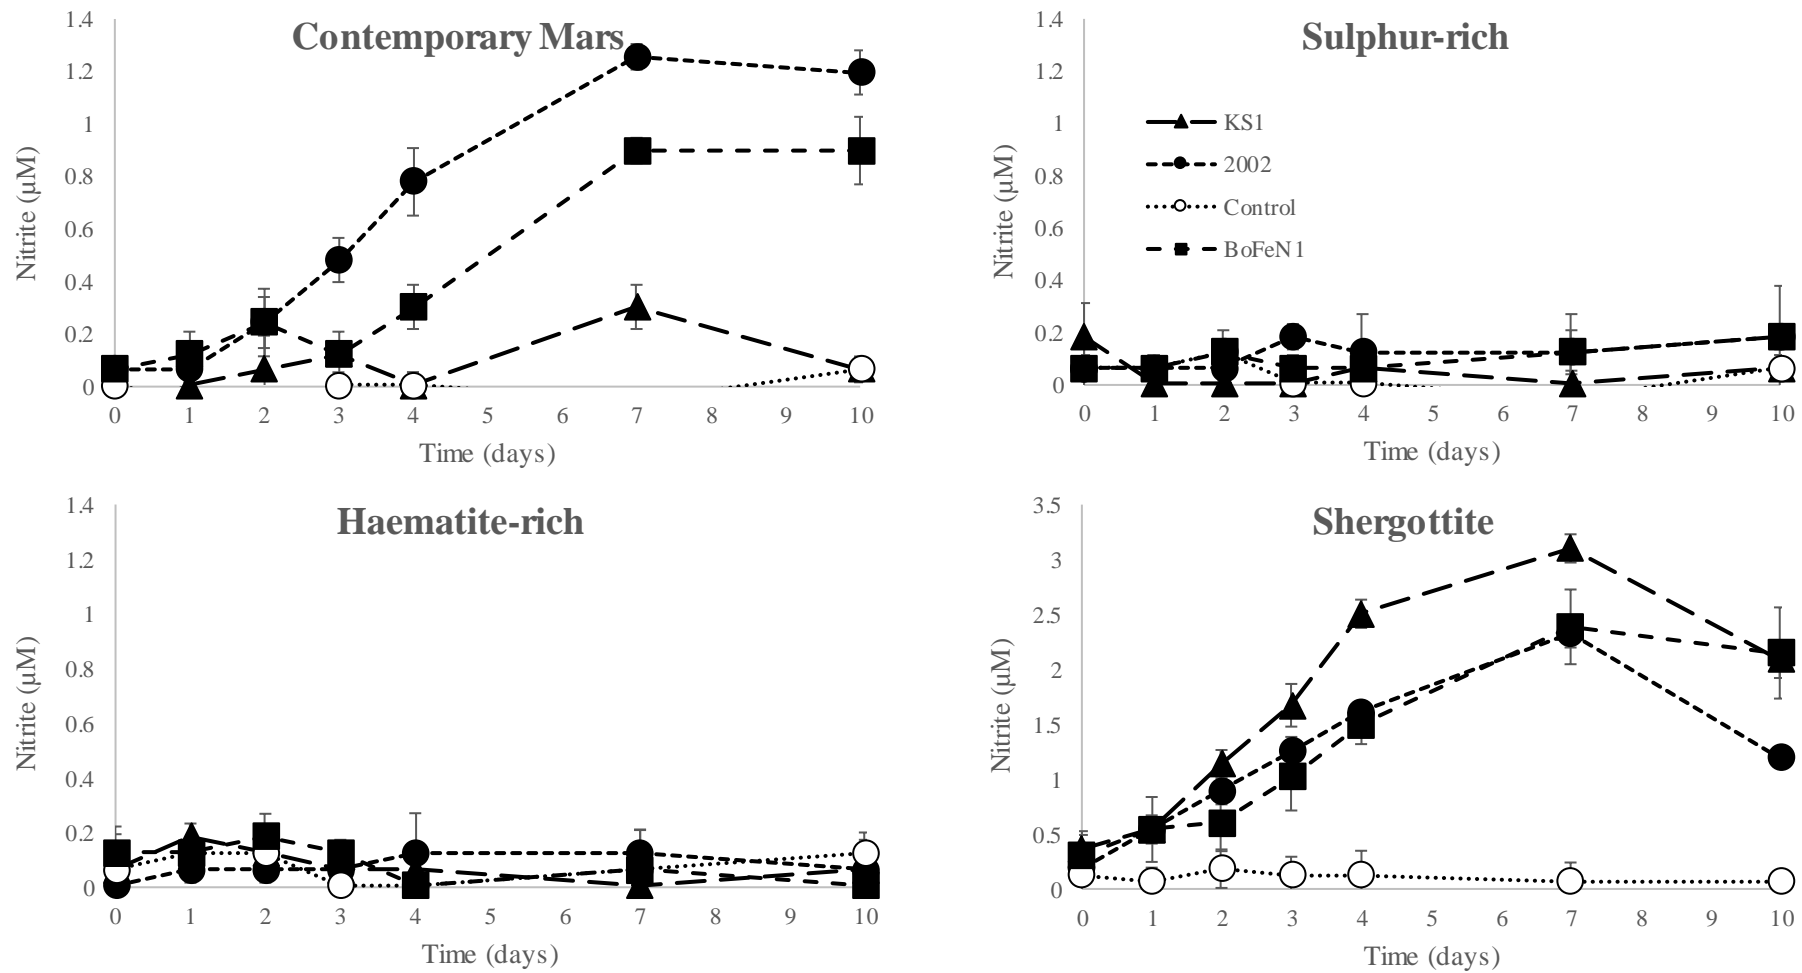 Contemporary Mars
1.4
1.2
1
0.8
0.6
0.4
0.2
0
Nitrite (µM)
0 1 2 3 4 5 6 7 8 9 10
Time (days)
Sulphur-rich
1.4
1.2
1
0.8
0.6
0.4
0.2
0
Nitrite (µM)
KS1
2002
Control
BoFeN1
0 1 2 3 4 5 6 7 8 9 10
Time (days)
Haematite-rich
1.4
1.2
1
0.8
0.6
0.4
0.2
0
Nitrite (µM)
0 1 2 3 4 5 6 7 8 9 10
Time (days)
Shergottite
3.5
3
2.5
2
1.5
1
0.5
0
Nitrite (µM)
0 1 2 3 4 5 6 7 8 9 10
Time (days)